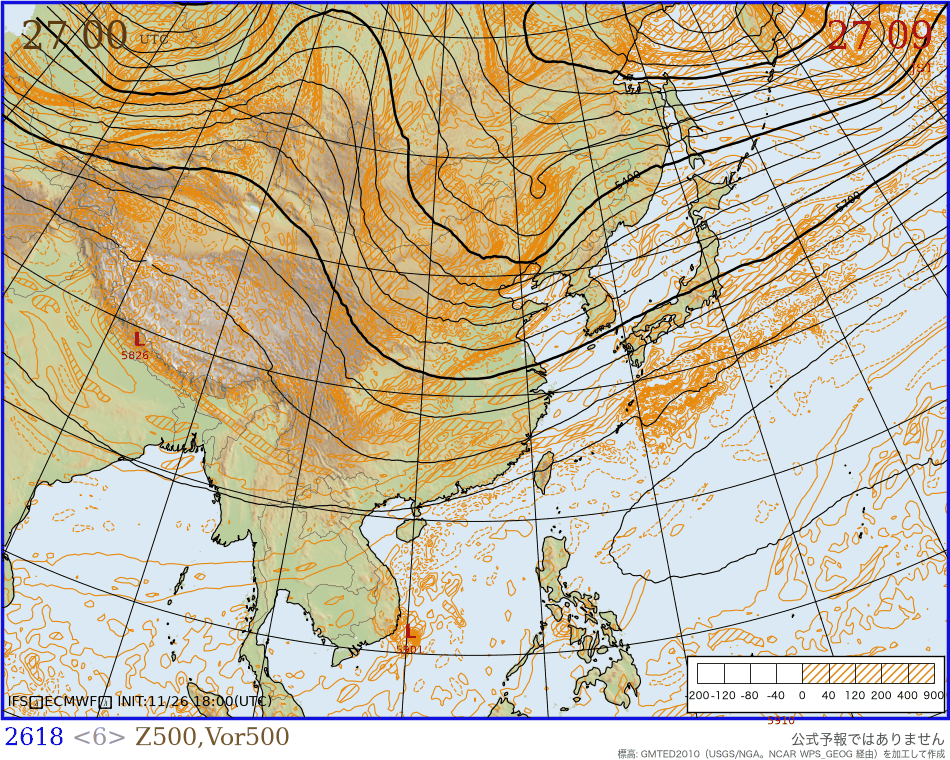 27 00 UTC
27 09
JST
5400
5700
L
5826
L
5901
-200 -120 -80 -40 0 40 120 200 400 900
IFS□ECMWF□ INIT:11/26 18:00(UTC)
5910
2618 <6> Z500,Vor500
公式予報ではありません
標高: GMTED2010（USGS/NGA。NCAR WPS_GEOG 経由）を加工して作成